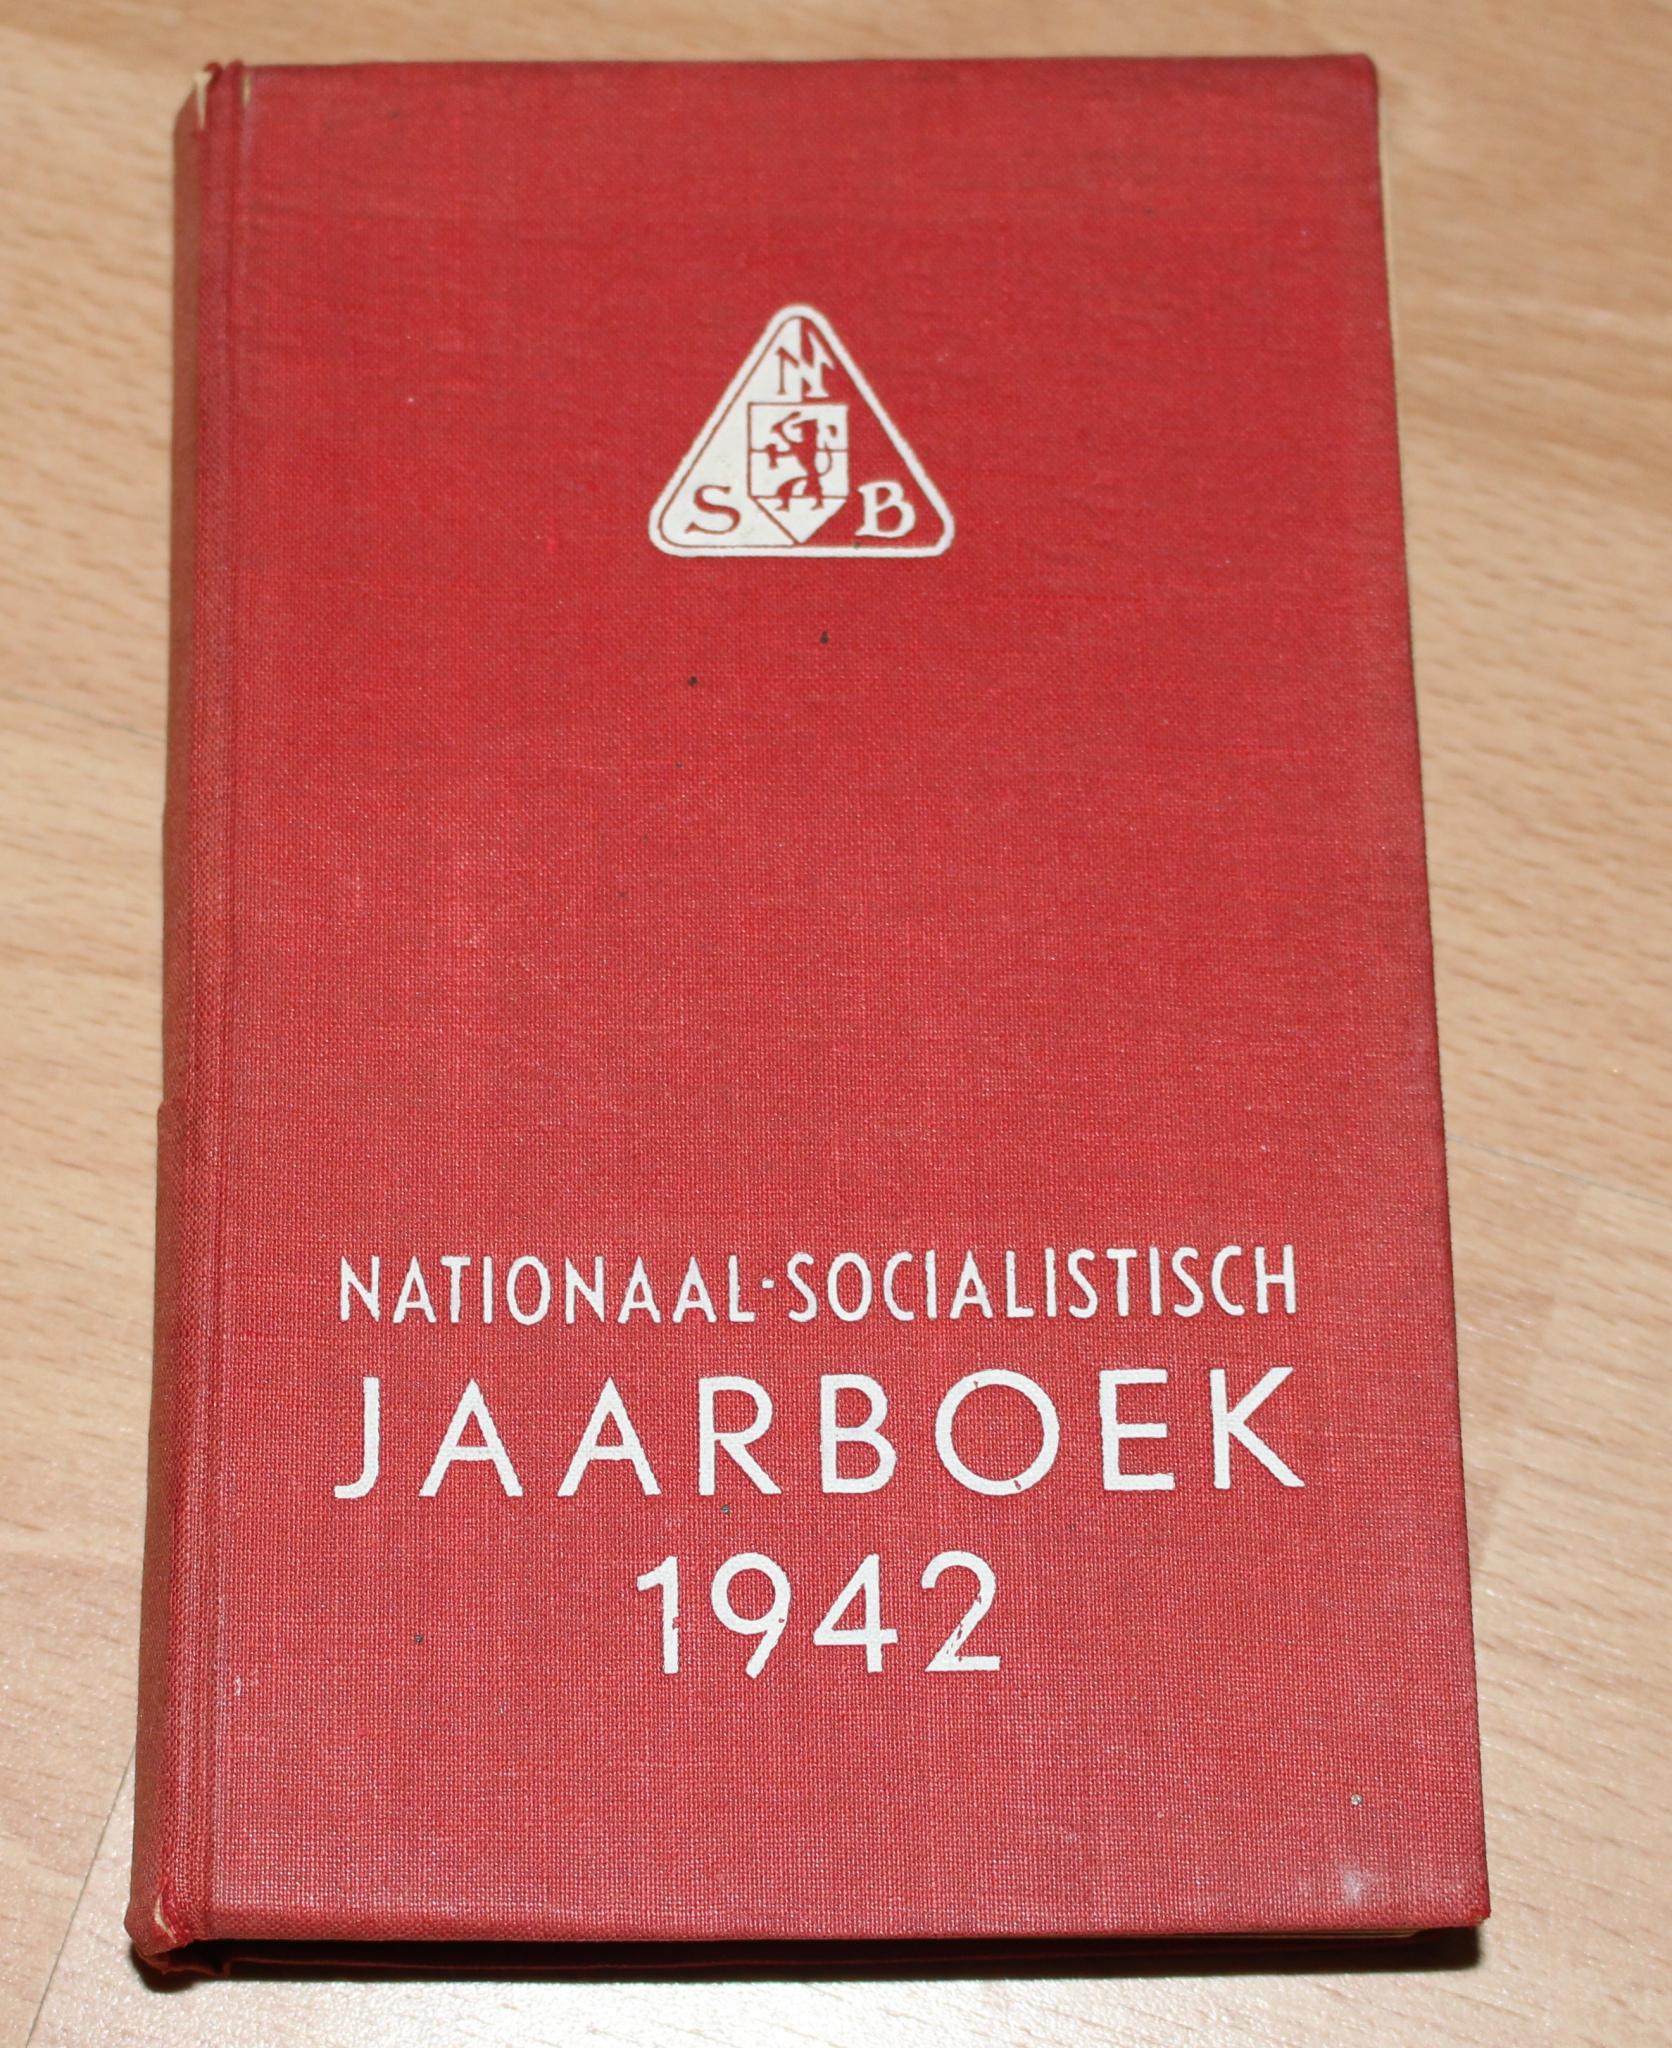 N
S B
NATIONAAL-SOCIALISTISCH
JAARBOEK
1942